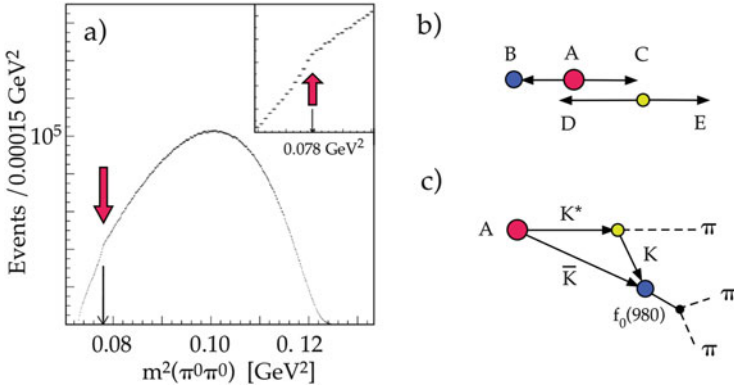 a)
Events / 0.00015 GeV²
10⁵
0.078 GeV²
0.08 0.10 0. 12
m²(π⁰π⁰) [GeV²]
b)
B A C
D E
c)
A K* π
K
K̅
f₀(980) π
π